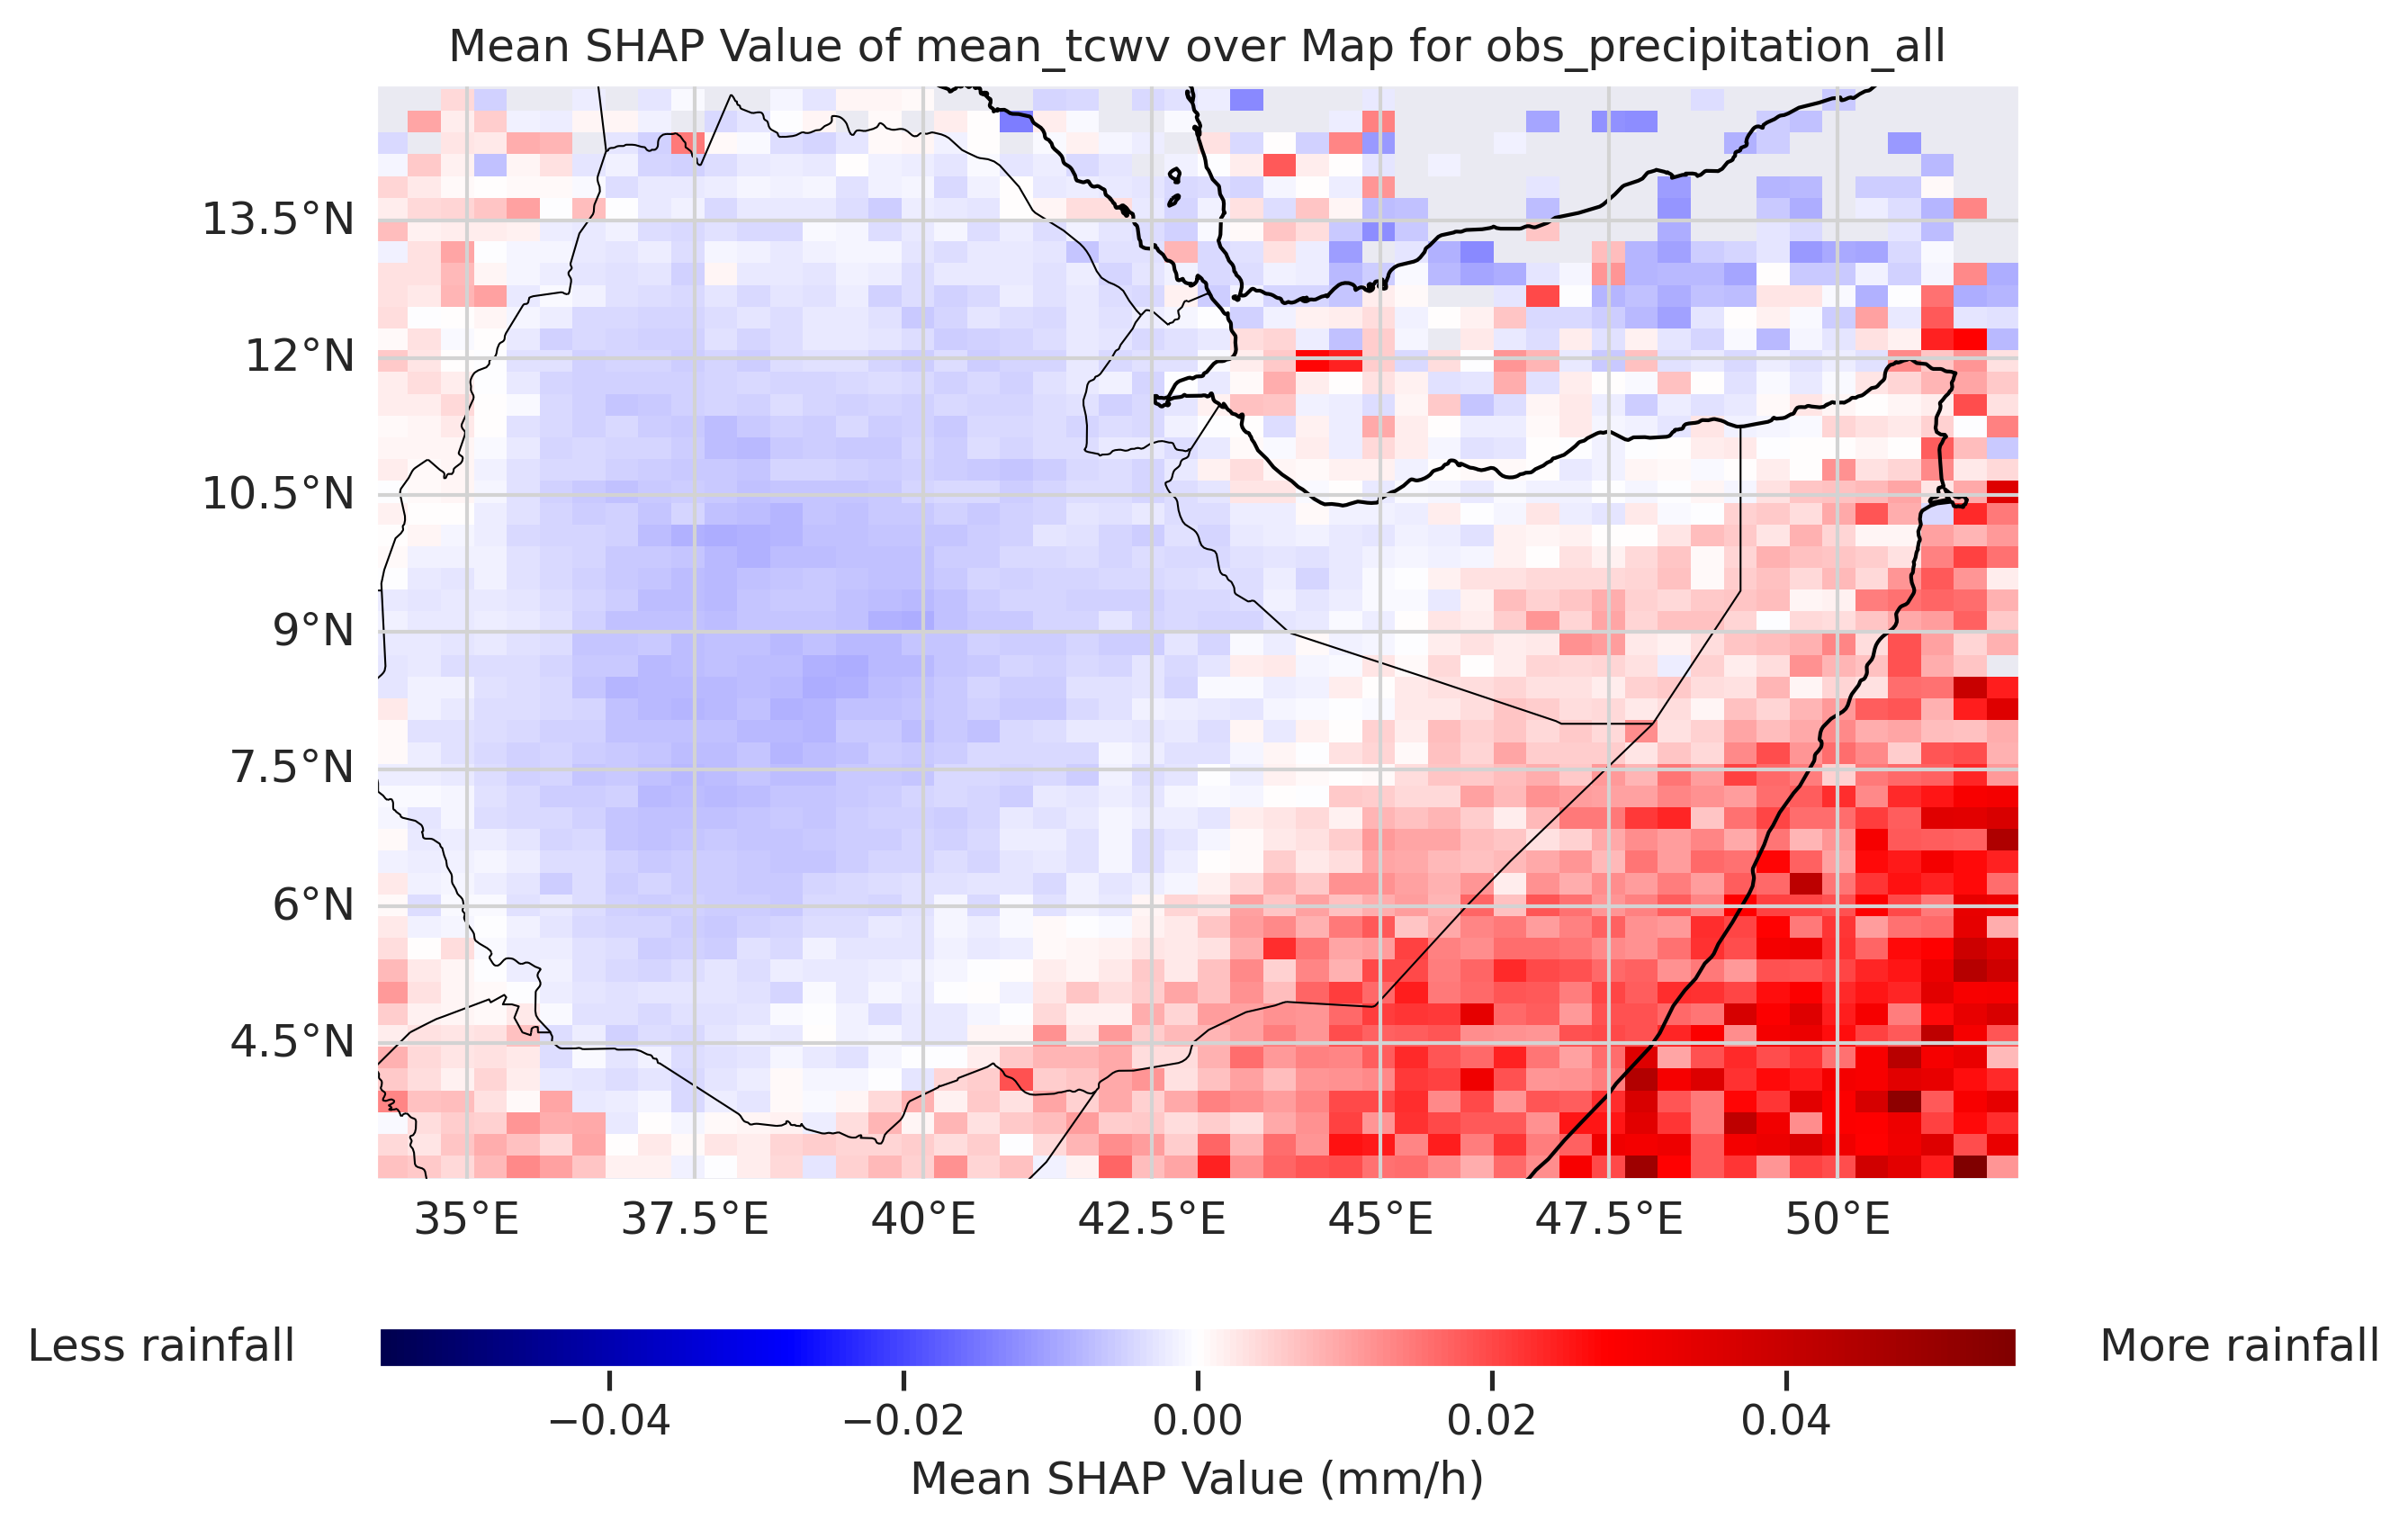 Mean SHAP Value of mean_tcwv over Map for obs_precipitation_all
13.5°N
12°N
10.5°N
9°N
7.5°N
6°N
4.5°N
35°E 37.5°E 40°E 42.5°E 45°E 47.5°E 50°E
Less rainfall More rainfall
−0.04 −0.02 0.00 0.02 0.04
Mean SHAP Value (mm/h)